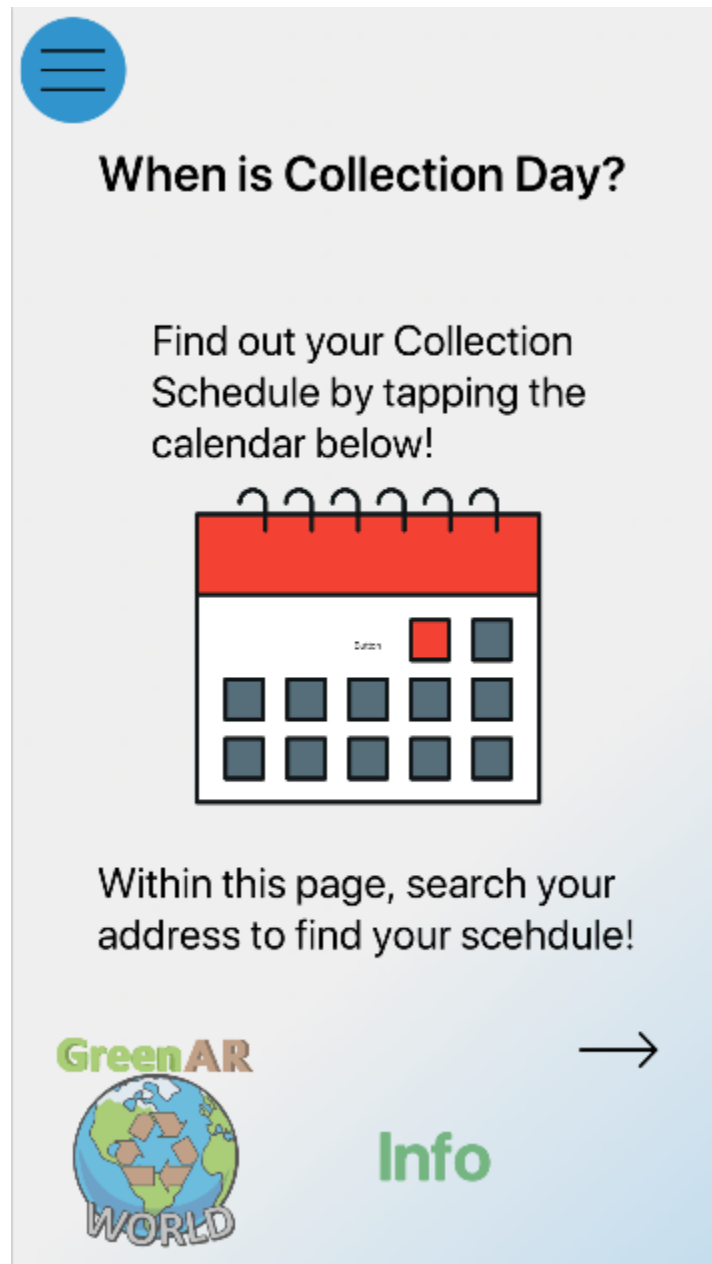 When is Collection Day?
Find out your Collection
Schedule by tapping the
calendar below!
Button
Within this page, search your
address to find your scehdule!
GreenAR
WORLD
Info